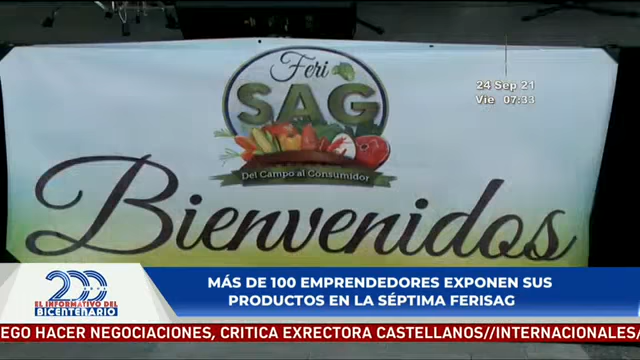 Feri
SAG
Del Campo al Consumidor
Bienvenidos
24 Sep 21
Vie 07:33
200
EL INFORMATIVO DEL
BICENTENARIO
MÁS DE 100 EMPRENDEDORES EXPONEN SUS
PRODUCTOS EN LA SÉPTIMA FERISAG
EGO HACER NEGOCIACIONES, CRITICA EXRECTORA CASTELLANOS//INTERNACIONALES/